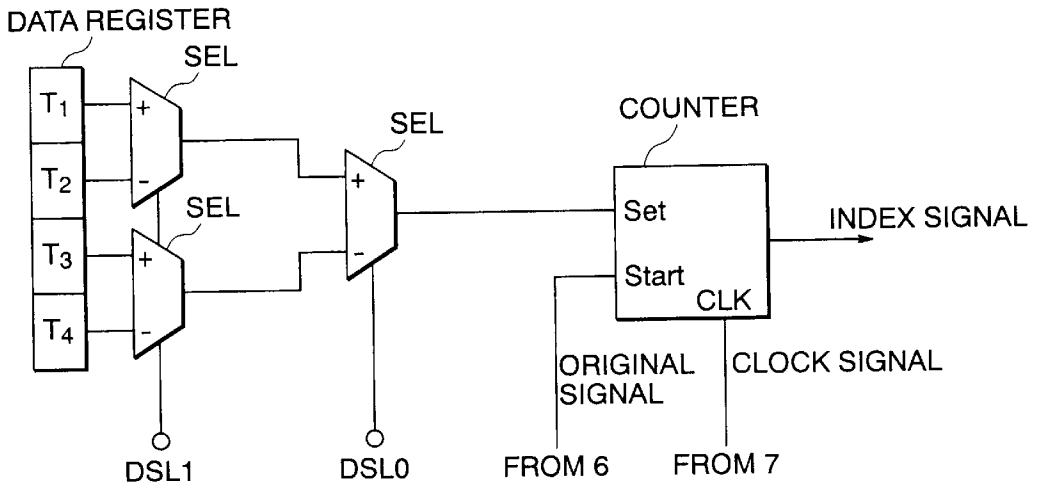 DATA REGISTER
SEL
T1
+
T2
-
SEL
T3
+
T4
-
SEL
+
-
COUNTER
Set
Start
CLK
INDEX SIGNAL
ORIGINAL
SIGNAL
CLOCK SIGNAL
DSL1
DSL0
FROM 6
FROM 7